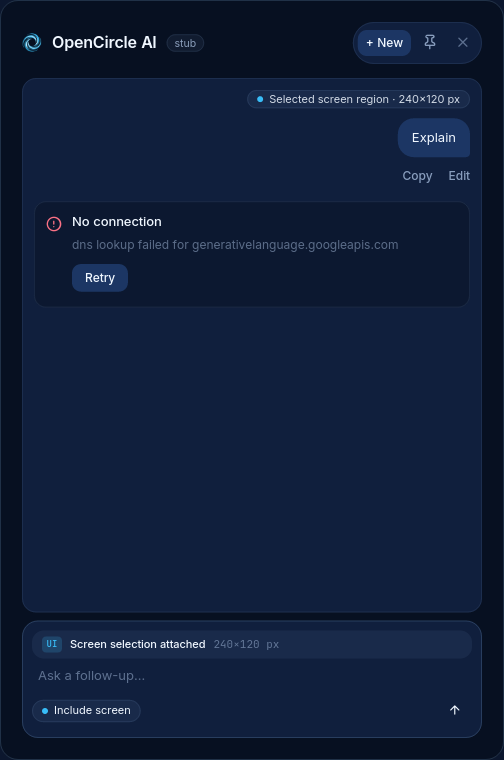 OpenCircle AI stub + New
Selected screen region · 240×120 px
Explain
Copy Edit
No connection
dns lookup failed for generativelanguage.googleapis.com
Retry
UI Screen selection attached 240×120 px
Ask a follow-up...
Include screen